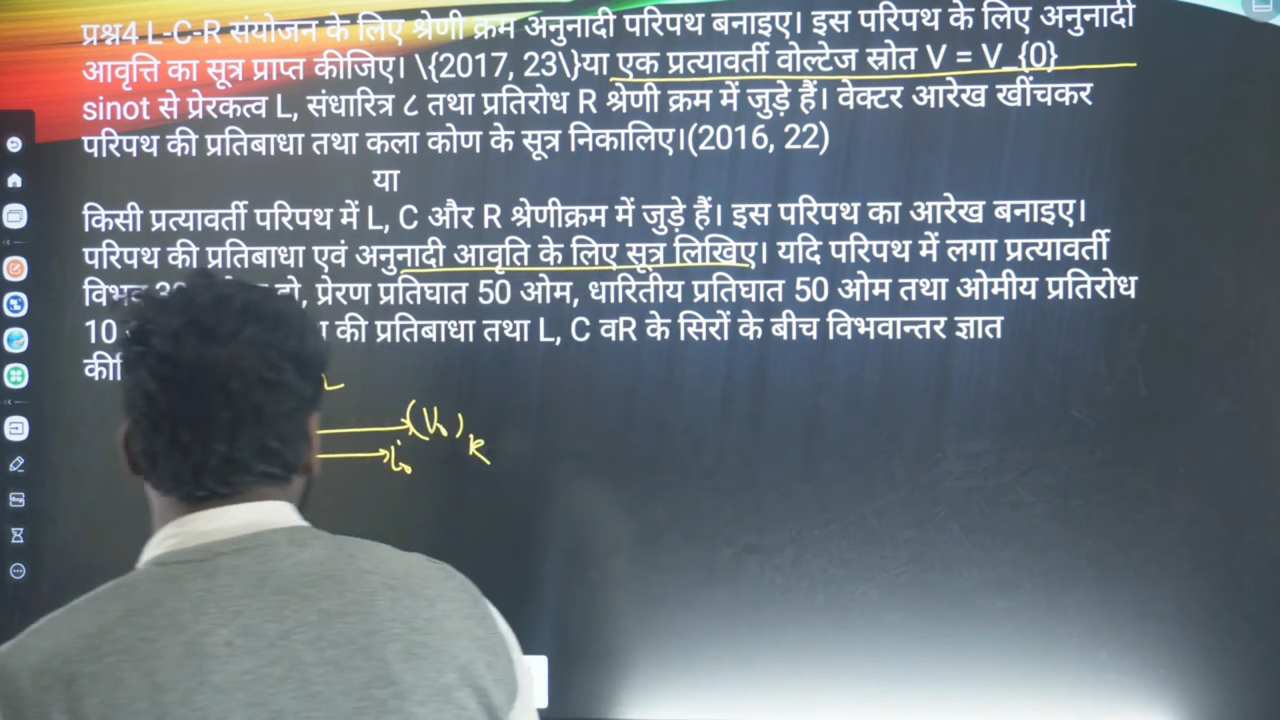 प्रश्न4 L-C-R संयोजन के लिए श्रेणी क्रम अनुनादी परिपथ बनाइए। इस परिपथ के लिए अनुनादी
आवृत्ति का सूत्र प्राप्त कीजिए। \{2017, 23\}या एक प्रत्यावर्ती वोल्टेज स्रोत V = V_{0}
sinot से प्रेरकत्व L, संधारित्र ८ तथा प्रतिरोध R श्रेणी क्रम में जुड़े हैं। वेक्टर आरेख खींचकर
परिपथ की प्रतिबाधा तथा कला कोण के सूत्र निकालिए।(2016, 22)
या
किसी प्रत्यावर्ती परिपथ में L, C और R श्रेणीक्रम में जुड़े हैं। इस परिपथ का आरेख बनाइए।
परिपथ की प्रतिबाधा एवं अनुनादी आवृति के लिए सूत्र लिखिए। यदि परिपथ में लगा प्रत्यावर्ती
हो, प्रेरण प्रतिघात 50 ओम, धारितीय प्रतिघात 50 ओम तथा ओमीय प्रतिरोध
10 की प्रतिबाधा तथा L, C वR के सिरों के बीच विभवान्तर ज्ञात
L
(V₀)R
i₀